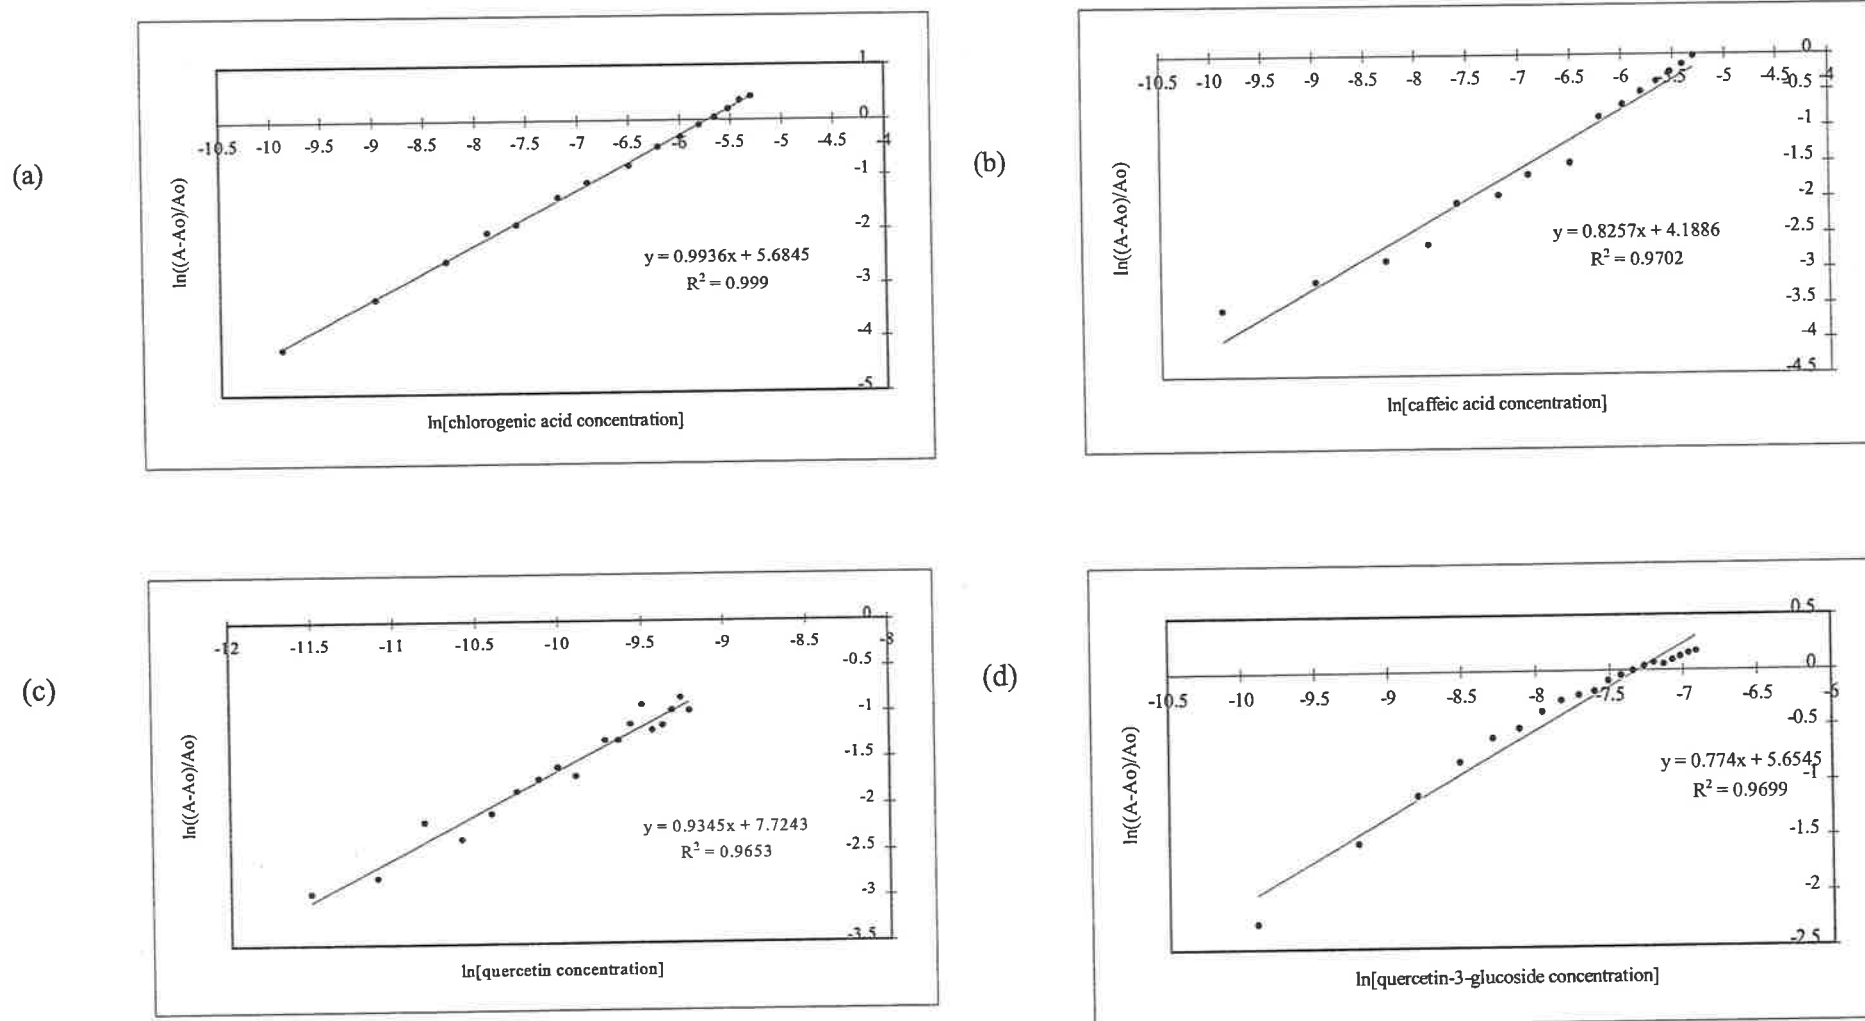 (a)
1
0
-10.5 -10 -9.5 -9 -8.5 -8 -7.5 -7 -6.5 -6 -5.5 -5 -4.5 -4
-1
-2
-3
-4
-5
ln((A-Ao)/Ao)
y = 0.9936x + 5.6845
R² = 0.999
ln[chlorogenic acid concentration]
(b)
0
-10.5 -10 -9.5 -9 -8.5 -8 -7.5 -7 -6.5 -6 -5.5 -5 -4.5 -4
-0.5
-1
-1.5
-2
-2.5
-3
-3.5
-4
-4.5
ln((A-Ao)/Ao)
y = 0.8257x + 4.1886
R² = 0.9702
ln[caffeic acid concentration]
(c)
0
-12 -11.5 -11 -10.5 -10 -9.5 -9 -8.5 -8
-0.5
-1
-1.5
-2
-2.5
-3
-3.5
ln((A-Ao)/Ao)
y = 0.9345x + 7.7243
R² = 0.9653
ln[quercetin concentration]
(d)
0.5
0
-10.5 -10 -9.5 -9 -8.5 -8 -7.5 -7 -6.5 -6
-0.5
-1
-1.5
-2
-2.5
ln((A-Ao)/Ao)
y = 0.774x + 5.6545
R² = 0.9699
ln[quercetin-3-glucoside concentration]